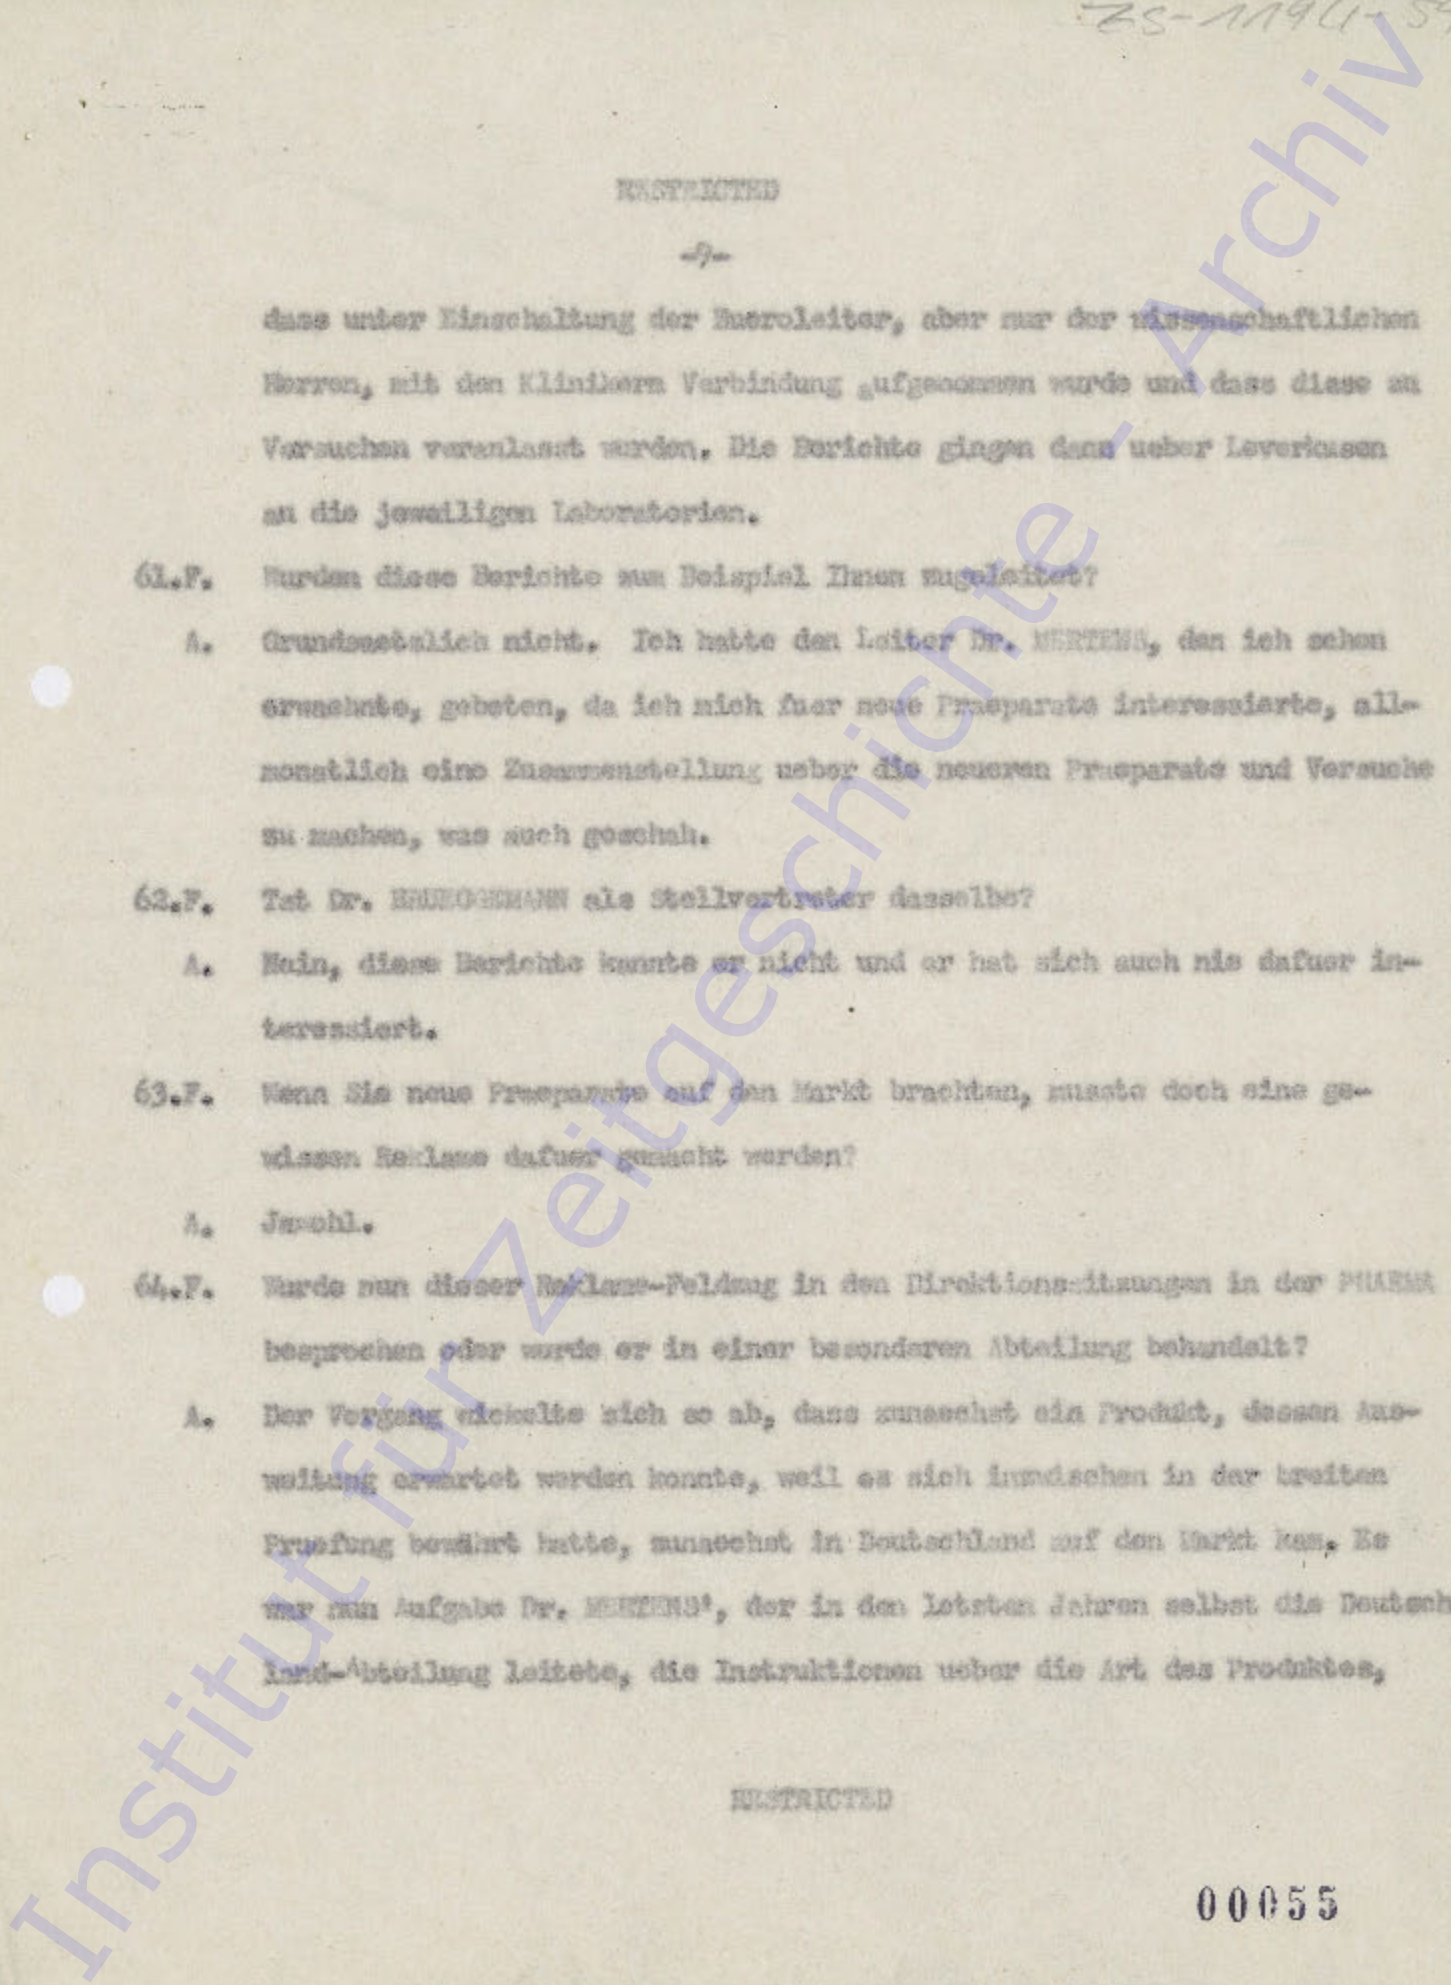 ZS-1194-
RESTRICTED
-9-
dass unter Einschaltung der Bueroleiter, aber nur der wissenschaftlichen
Herren, mit den Klinikern Verbindung aufgenommen wurde und dass diese zu
Versuchen veranlasst wurden. Die Berichte gingen dann ueber Leverkusen
an die jeweiligen Laboratorien.
61.F. Wurden diese Berichte zum Beispiel Ihnen zugeleitet?
A. Grundsaetzlich nicht. Ich hatte den Leiter Dr. MERTENS, den ich schon
erwaehnte, gebeten, da ich mich fuer neue Praeparate interessierte, all-
monatlich eine Zusammenstellung ueber die neueren Praeparate und Versuche
zu machen, was auch geschah.
62.F. Tat Dr. BRUEGGEMANN als Stellvertreter dasselbe?
A. Nein, diese Berichte kannte er nicht und er hat sich auch nie dafuer in-
teressiert.
63.F. Wenn Sie neue Praeparate auf den Markt brachten, musste doch eine ge-
wissen Reklame dafuer gemacht werden?
A. Jawohl.
64.F. Wurde nun dieser Reklame-Feldzug in den Direktionssitzungen in der PHARMA
besprochen oder wurde er in einer besonderen Abteilung behandelt?
A. Der Vorgang wickelte sich so ab, dass zunaechst ein Produkt, dessen Aus-
weitung erwartet werden konnte, weil es sich inzwischen in der breiten
Pruefung bewährt hatte, zunaechst in Deutschland auf den Markt kam. Es
war nun Aufgabe Dr. MERTENS', der in den letzten Jahren selbst die Deutsch
land-Abteilung leitete, die Instruktionen ueber die Art des Produktes,
RESTRICTED
00055
Institut für Zeitgeschichte - Archiv